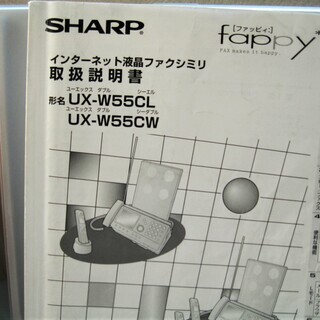 SHARP
[ファッピィ]
fappy
FAX makes it happy.
インターネット液晶ファクシミリ
取扱説明書
ユーエックス ダブル シーエル
形名 UX-W55CL
ユーエックス ダブル シーダブル
UX-W55CW